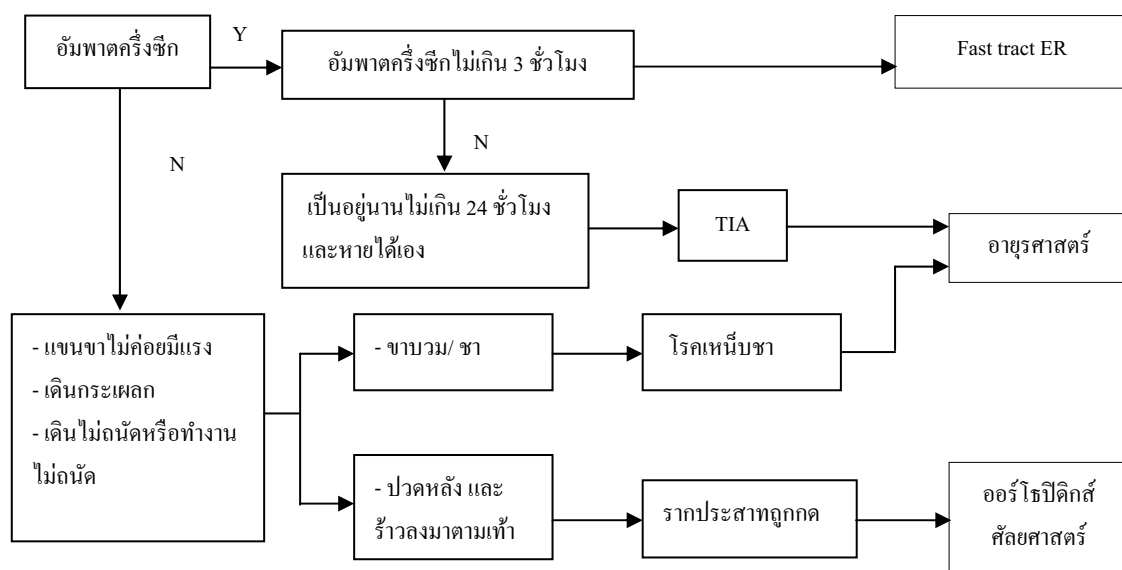 อัมพาตครึ่งซีก
Y
อัมพาตครึ่งซีกไม่เกิน 3 ชั่วโมง
Fast tract ER
N
N
เป็นอยู่นานไม่เกิน 24 ชั่วโมง
และหายได้เอง
TIA
อายุรศาสตร์
- แขนขาไม่ค่อยมีแรง
- เดินกระเผลก
- เดินไม่ถนัดหรือทำงาน
ไม่ถนัด
- ขาบวม/ ชา
โรคเหน็บชา
- ปวดหลัง และ
ร้าวลงมาตามเท้า
รากประสาทถูกกด
ออร์โธปิดิกส์
ศัลยศาสตร์